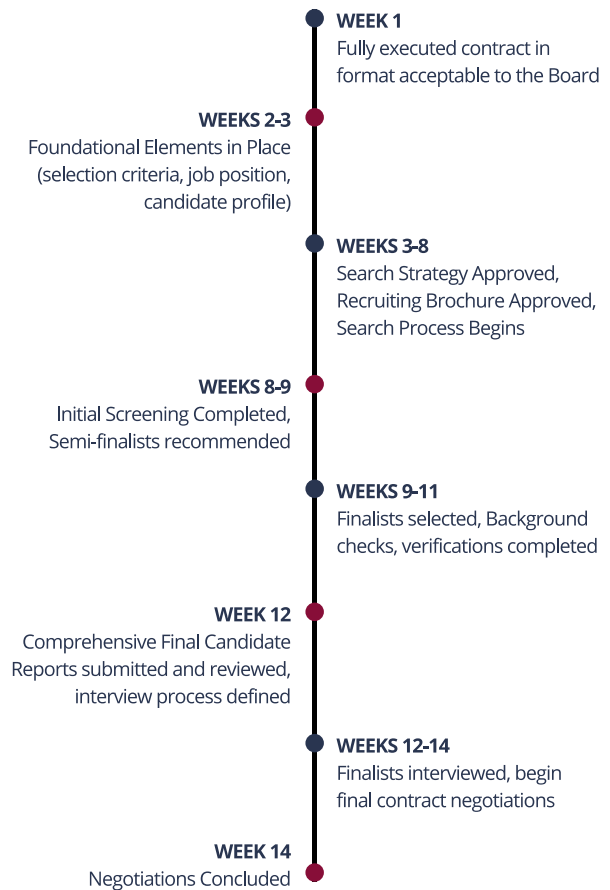 WEEK 1
Fully executed contract in
format acceptable to the Board
WEEKS 2-3
Foundational Elements in Place
(selection criteria, job position,
candidate profile)
WEEKS 3-8
Search Strategy Approved,
Recruiting Brochure Approved,
Search Process Begins
WEEKS 8-9
Initial Screening Completed,
Semi-finalists recommended
WEEKS 9-11
Finalists selected, Background
checks, verifications completed
WEEK 12
Comprehensive Final Candidate
Reports submitted and reviewed,
interview process defined
WEEKS 12-14
Finalists interviewed, begin
final contract negotiations
WEEK 14
Negotiations Concluded